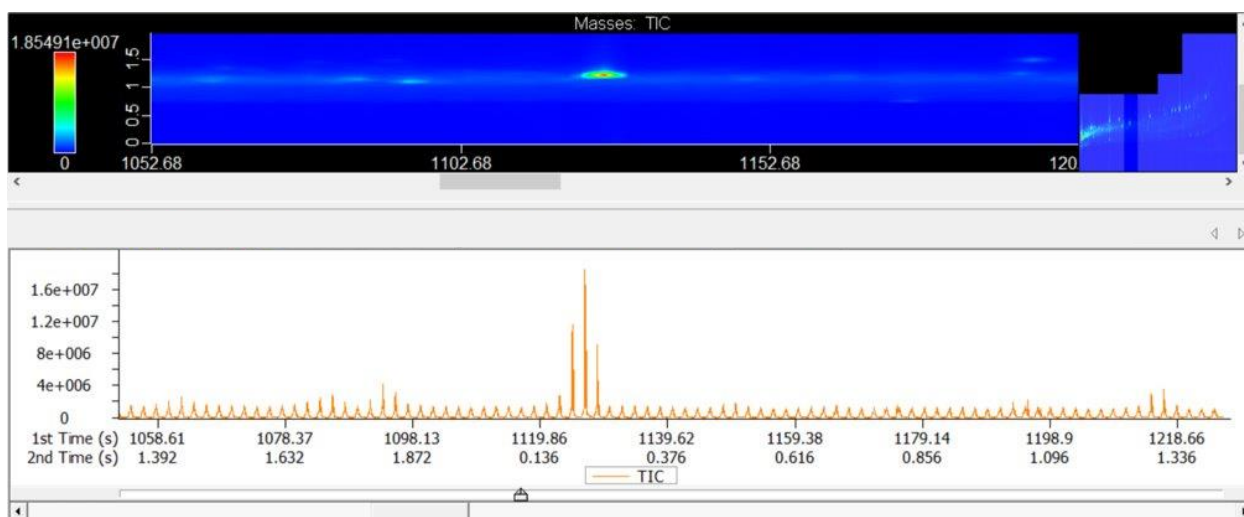 Masses: TIC
1.85491e+007
0
1.5
1
0.5
0
1052.68 1102.68 1152.68 120
1.6e+007
1.2e+007
8e+006
4e+006
0
1st Time (s) 1058.61 1078.37 1098.13 1119.86 1139.62 1159.38 1179.14 1198.9 1218.66
2nd Time (s) 1.392 1.632 1.872 0.136 0.376 0.616 0.856 1.096 1.336
TIC